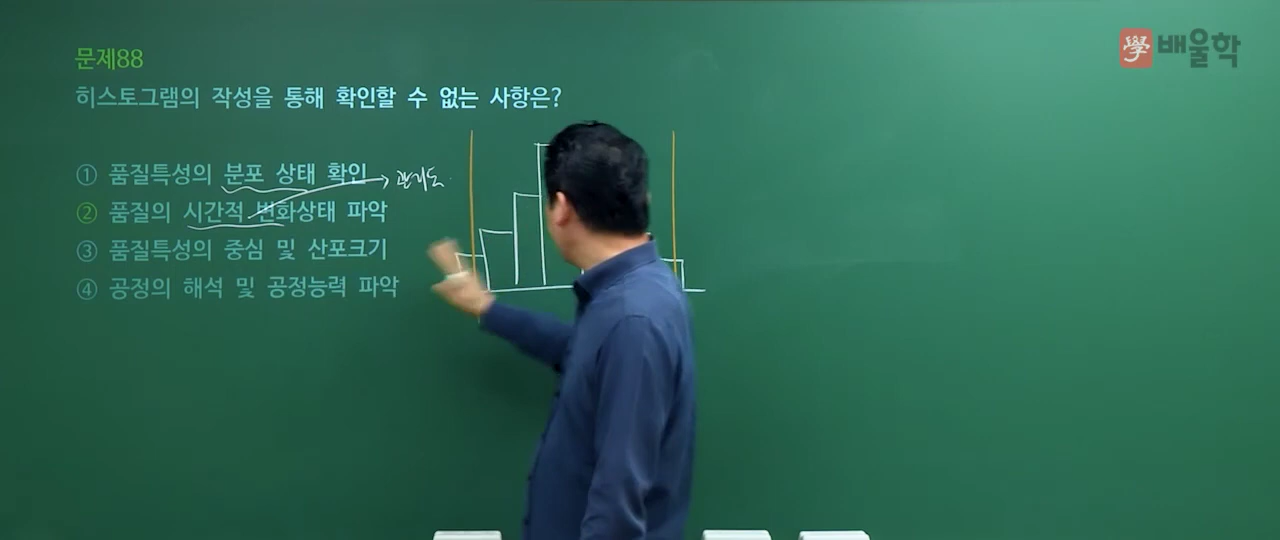 學 배울학
문제88
히스토그램의 작성을 통해 확인할 수 없는 사항은?
① 품질특성의 분포 상태 확인
관리도
② 품질의 시간적 변화상태 파악
③ 품질특성의 중심 및 산포크기
④ 공정의 해석 및 공정능력 파악